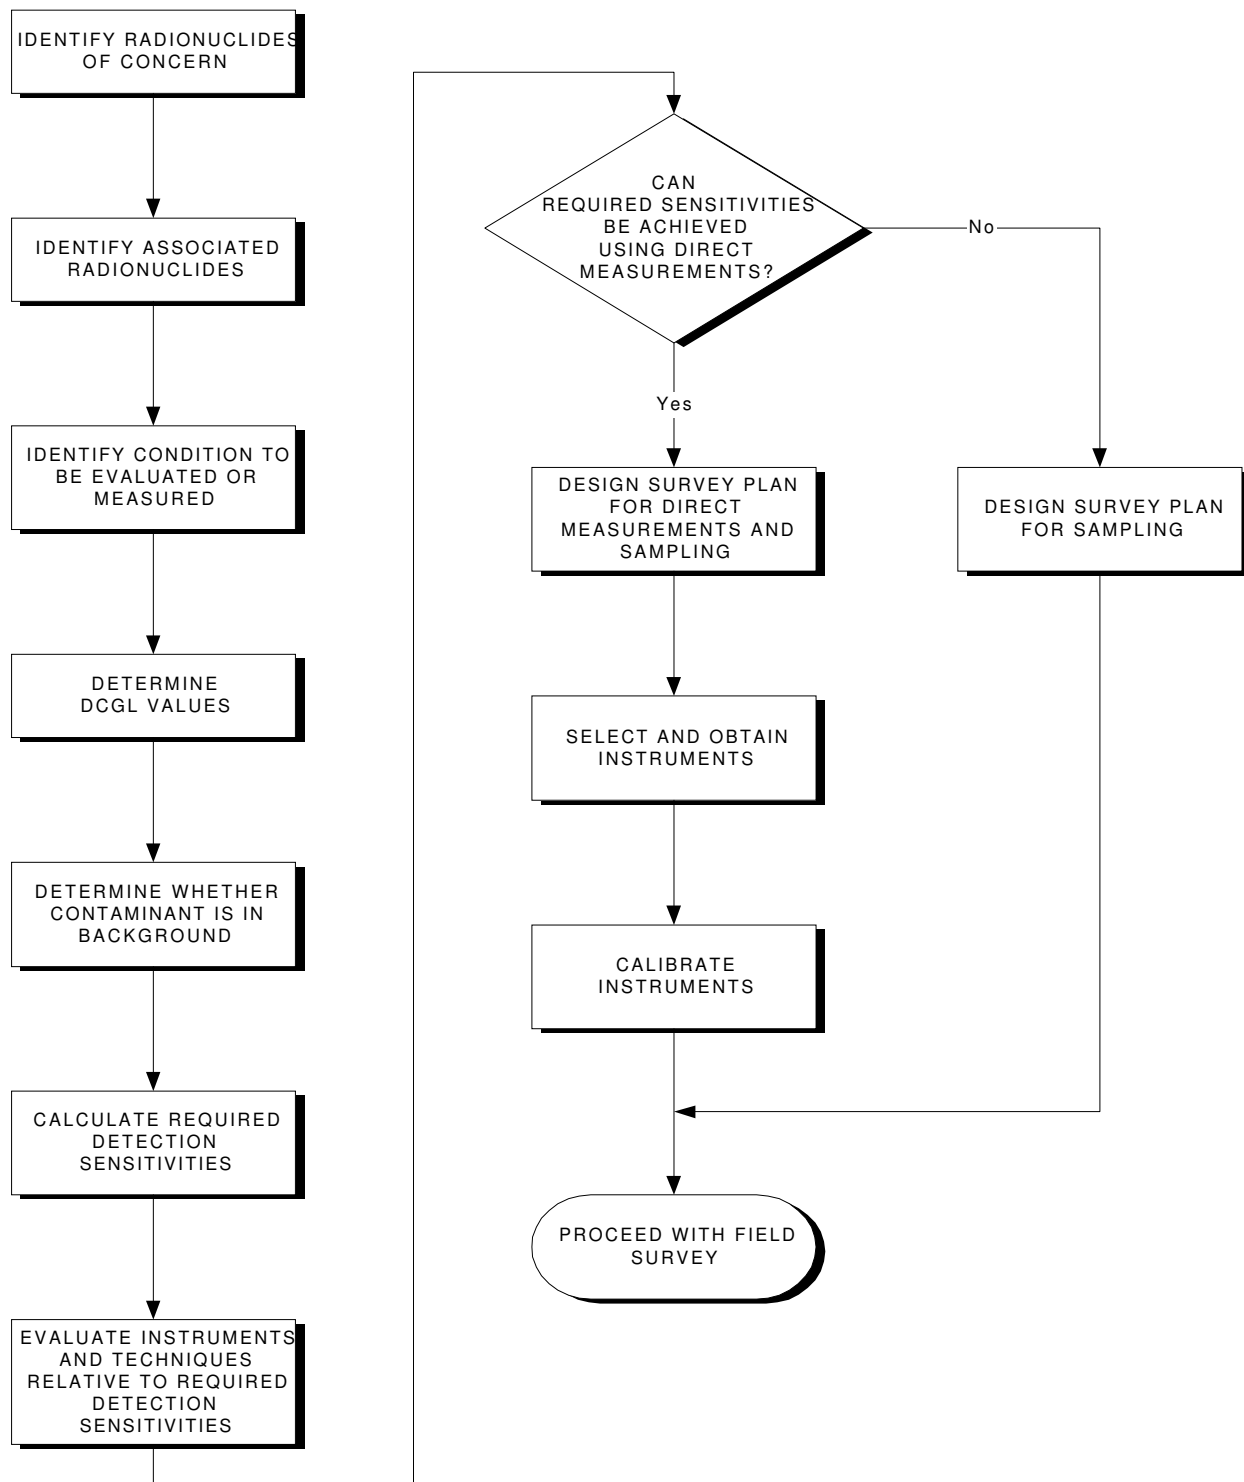 IDENTIFY RADIONUCLIDES
OF CONCERN
IDENTIFY ASSOCIATED
RADIONUCLIDES
IDENTIFY CONDITION TO
BE EVALUATED OR
MEASURED
DETERMINE
DCGL VALUES
DETERMINE WHETHER
CONTAMINANT IS IN
BACKGROUND
CALCULATE REQUIRED
DETECTION
SENSITIVITIES
EVALUATE INSTRUMENTS
AND TECHNIQUES
RELATIVE TO REQUIRED
DETECTION
SENSITIVITIES
CAN
REQUIRED SENSITIVITIES
BE ACHIEVED
USING DIRECT
MEASUREMENTS?
No
Yes
DESIGN SURVEY PLAN
FOR DIRECT
MEASUREMENTS AND
SAMPLING
DESIGN SURVEY PLAN
FOR SAMPLING
SELECT AND OBTAIN
INSTRUMENTS
CALIBRATE
INSTRUMENTS
PROCEED WITH FIELD
SURVEY